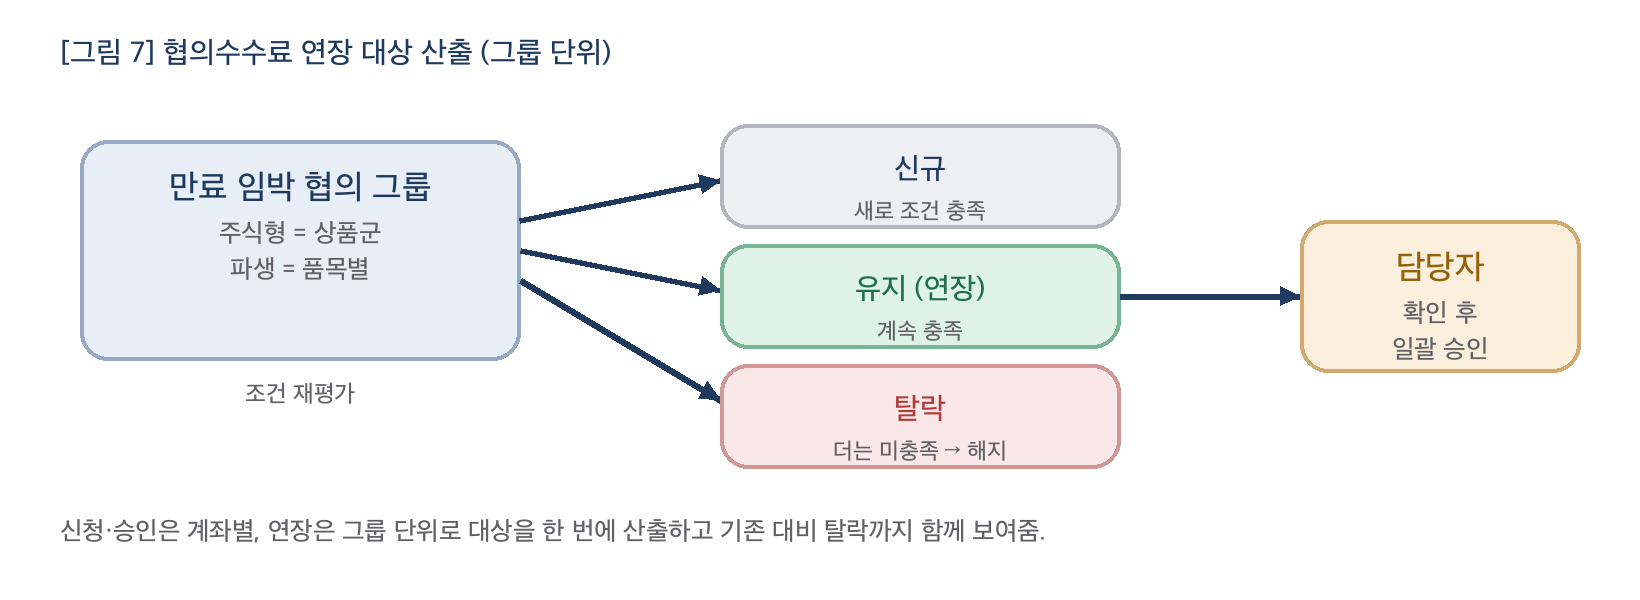 [그림 7] 협의수수료 연장 대상 산출 (그룹 단위)
만료 임박 협의 그룹
주식형 = 상품군
파생 = 품목별
조건 재평가
신규
새로 조건 충족
유지 (연장)
계속 충족
탈락
더는 미충족 → 해지
담당자
확인 후
일괄 승인
신청·승인은 계좌별, 연장은 그룹 단위로 대상을 한 번에 산출하고 기존 대비 탈락까지 함께 보여줌.